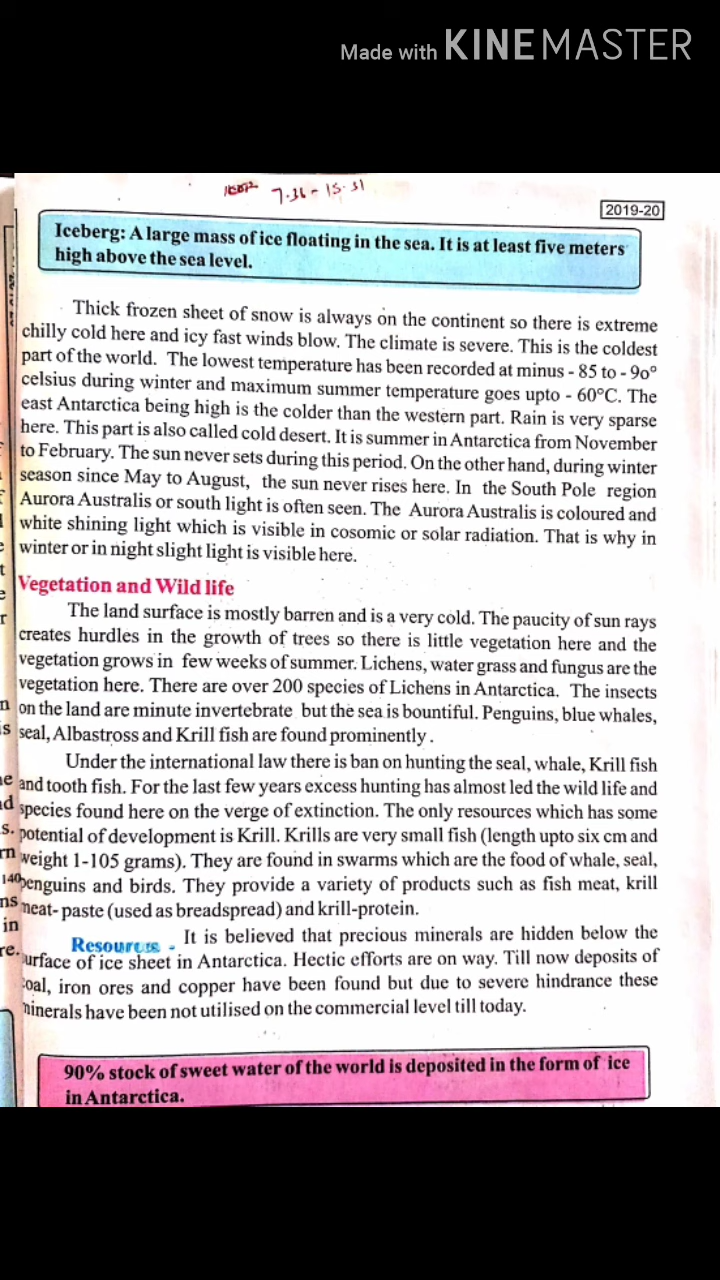 Made with KINEMASTER
7.36 - 15.31
2019-20
Iceberg: A large mass of ice floating in the sea. It is at least five meters
high above the sea level.
Thick frozen sheet of snow is always on the continent so there is extreme
chilly cold here and icy fast winds blow. The climate is severe. This is the coldest
part of the world. The lowest temperature has been recorded at minus - 85 to - 9o°
celsius during winter and maximum summer temperature goes upto - 60°C. The
east Antarctica being high is the colder than the western part. Rain is very sparse
here. This part is also called cold desert. It is summer in Antarctica from November
to February. The sun never sets during this period. On the other hand, during winter
season since May to August, the sun never rises here. In the South Pole region
Aurora Australis or south light is often seen. The Aurora Australis is coloured and
white shining light which is visible in cosomic or solar radiation. That is why in
winter or in night slight light is visible here.
Vegetation and Wild life
The land surface is mostly barren and is a very cold. The paucity of sun rays
creates hurdles in the growth of trees so there is little vegetation here and the
vegetation grows in few weeks of summer. Lichens, water grass and fungus are the
vegetation here. There are over 200 species of Lichens in Antarctica. The insects
on the land are minute invertebrate but the sea is bountiful. Penguins, blue whales,
seal, Albastross and Krill fish are found prominently.
Under the international law there is ban on hunting the seal, whale, Krill fish
and tooth fish. For the last few years excess hunting has almost led the wild life and
species found here on the verge of extinction. The only resources which has some
potential of development is Krill. Krills are very small fish (length upto six cm and
weight 1-105 grams). They are found in swarms which are the food of whale, seal,
penguins and birds. They provide a variety of products such as fish meat, krill
meat- paste (used as breadspread) and krill-protein.
Resources - It is believed that precious minerals are hidden below the
urface of ice sheet in Antarctica. Hectic efforts are on way. Till now deposits of
oal, iron ores and copper have been found but due to severe hindrance these
minerals have been not utilised on the commercial level till today.
90% stock of sweet water of the world is deposited in the form of ice
in Antarctica.